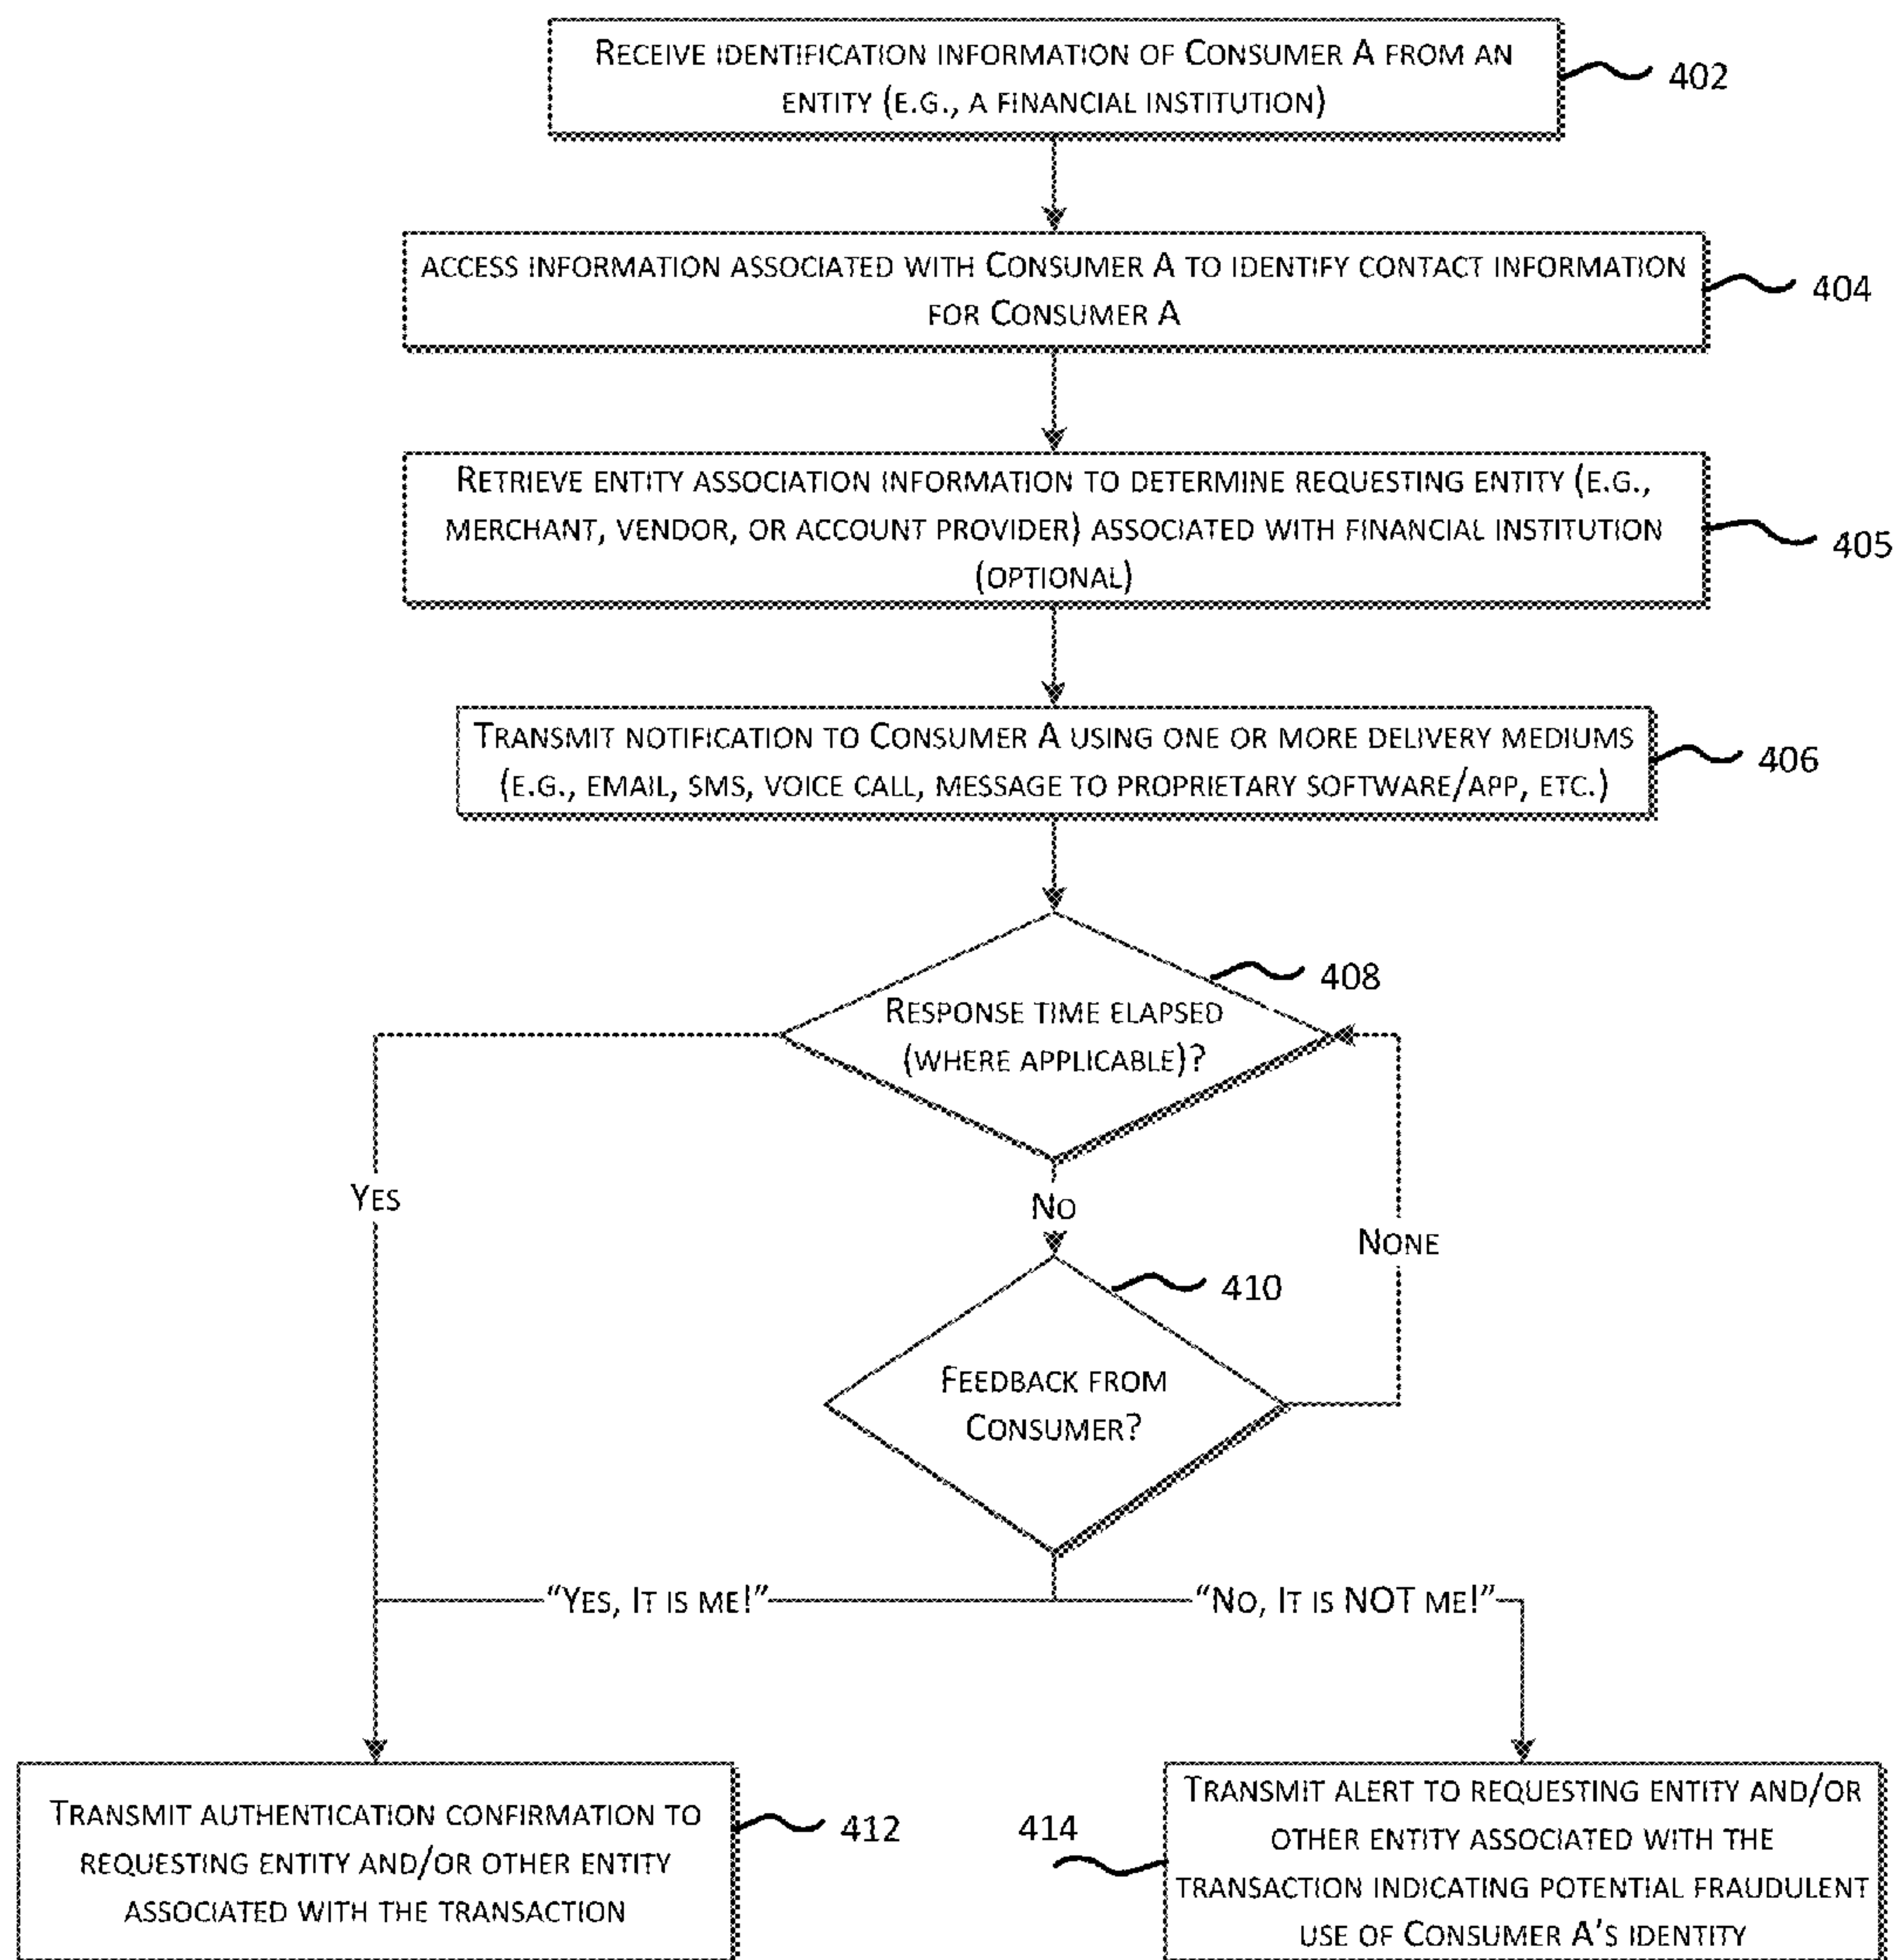 RECEIVE IDENTIFICATION INFORMATION OF CONSUMER A FROM AN
ENTITY (E.G., A FINANCIAL INSTITUTION)
402
ACCESS INFORMATION ASSOCIATED WITH CONSUMER A TO IDENTIFY CONTACT INFORMATION
FOR CONSUMER A
404
RETRIEVE ENTITY ASSOCIATION INFORMATION TO DETERMINE REQUESTING ENTITY (E.G.,
MERCHANT, VENDOR, OR ACCOUNT PROVIDER) ASSOCIATED WITH FINANCIAL INSTITUTION
(OPTIONAL)
405
TRANSMIT NOTIFICATION TO CONSUMER A USING ONE OR MORE DELIVERY MEDIUMS
(E.G., EMAIL, SMS, VOICE CALL, MESSAGE TO PROPRIETARY SOFTWARE/APP, ETC.)
406
408
RESPONSE TIME ELAPSED
(WHERE APPLICABLE)?
YES
NO
NONE
410
FEEDBACK FROM
CONSUMER?
“YES, IT IS ME!”
“NO, IT IS NOT ME!”
TRANSMIT AUTHENTICATION CONFIRMATION TO
REQUESTING ENTITY AND/OR OTHER ENTITY
ASSOCIATED WITH THE TRANSACTION
412
414
TRANSMIT ALERT TO REQUESTING ENTITY AND/OR
OTHER ENTITY ASSOCIATED WITH THE
TRANSACTION INDICATING POTENTIAL FRAUDULENT
USE OF CONSUMER A’S IDENTITY